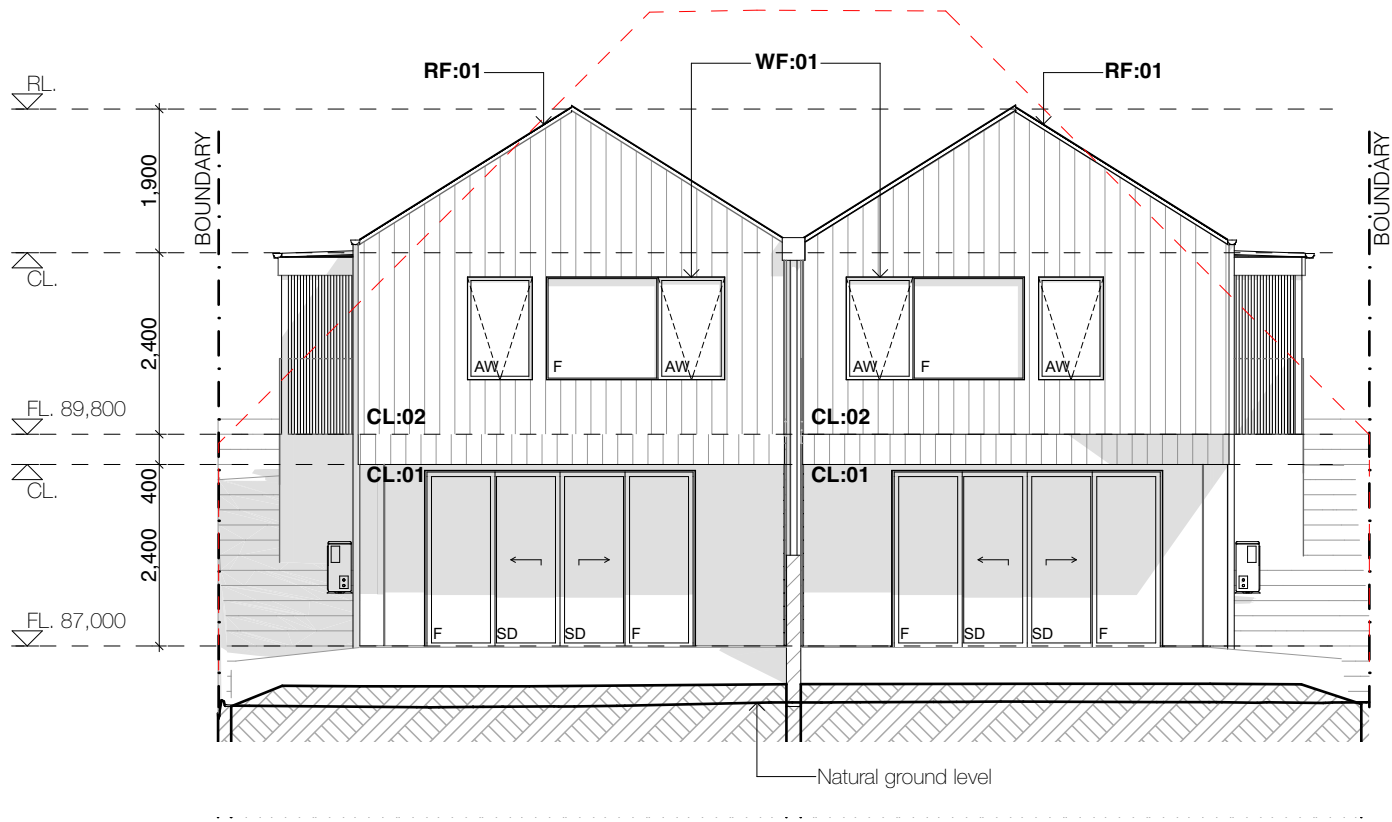 RF:01
WF:01
RF:01
RL.
BOUNDARY
BOUNDARY
1,900
CL.
2,400
AW
F
AW
AW
F
AW
FL. 89,800
CL:02
CL:02
CL:01
CL:01
CL.
400
2,400
F
SD
SD
F
F
SD
SD
F
FL. 87,000
Natural ground level